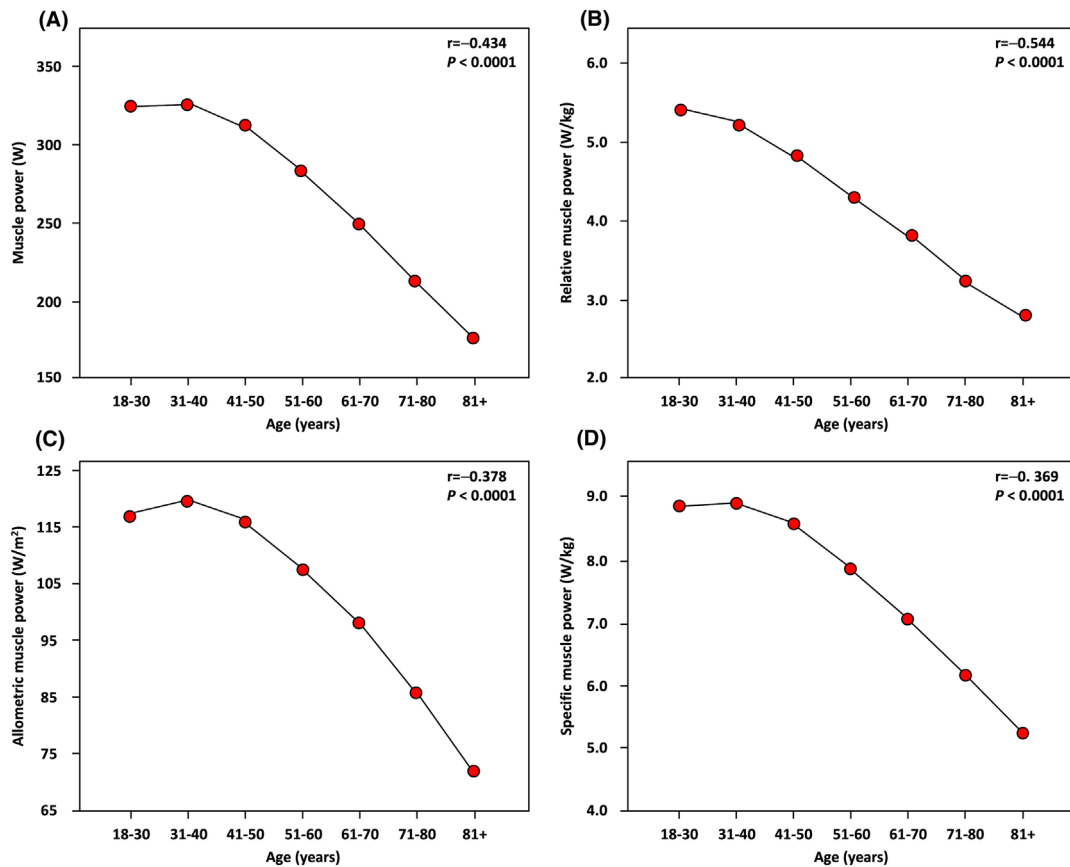 (A)
r=−0.434
P < 0.0001
Muscle power (W)
350
300
250
200
150
18-30 31-40 41-50 51-60 61-70 71-80 81+
Age (years)
(B)
r=−0.544
P < 0.0001
Relative muscle power (W/kg)
6.0
5.0
4.0
3.0
2.0
18-30 31-40 41-50 51-60 61-70 71-80 81+
Age (years)
(C)
r=−0.378
P < 0.0001
Allometric muscle power (W/m²)
125
115
105
95
85
75
65
18-30 31-40 41-50 51-60 61-70 71-80 81+
Age (years)
(D)
r=−0. 369
P < 0.0001
Specific muscle power (W/kg)
9.0
8.0
7.0
6.0
5.0
4.0
18-30 31-40 41-50 51-60 61-70 71-80 81+
Age (years)